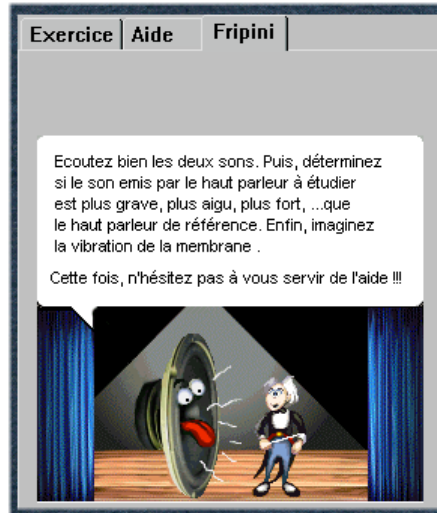 Exercice Aide Fripini
Ecoutez bien les deux sons. Puis, déterminez
si le son emis par le haut parleur à étudier
est plus grave, plus aigu, plus fort, ...que
le haut parleur de référence. Enfin, imaginez
la vibration de la membrane .
Cette fois, n'hésitez pas à vous servir de l'aide !!!